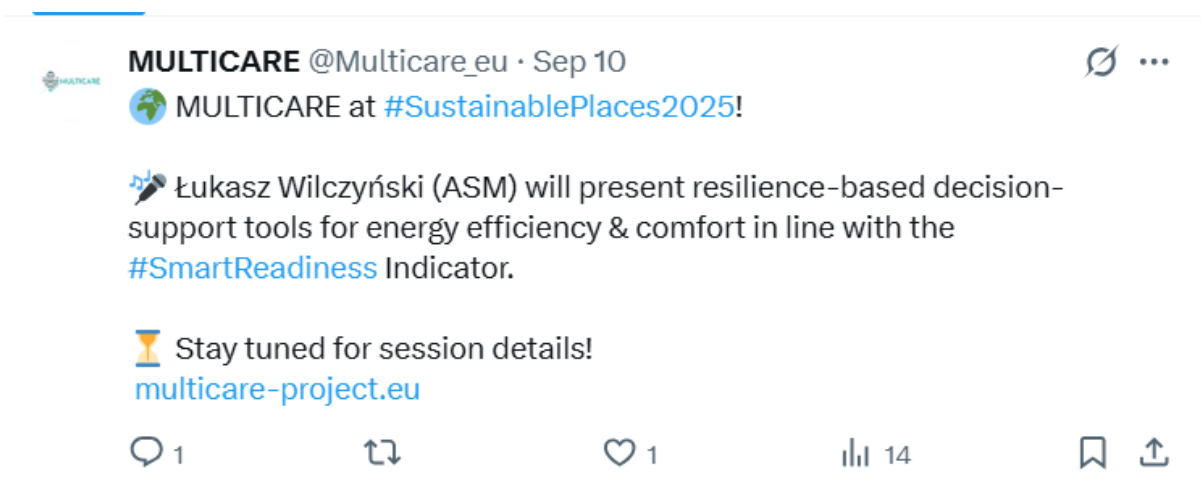 MULTICARE @Multicare_eu · Sep 10
MULTICARE
🌍 MULTICARE at #SustainablePlaces2025!
🎤 Łukasz Wilczyński (ASM) will present resilience-based decision-
support tools for energy efficiency & comfort in line with the
#SmartReadiness Indicator.
⏳ Stay tuned for session details!
multicare-project.eu
1 1 14